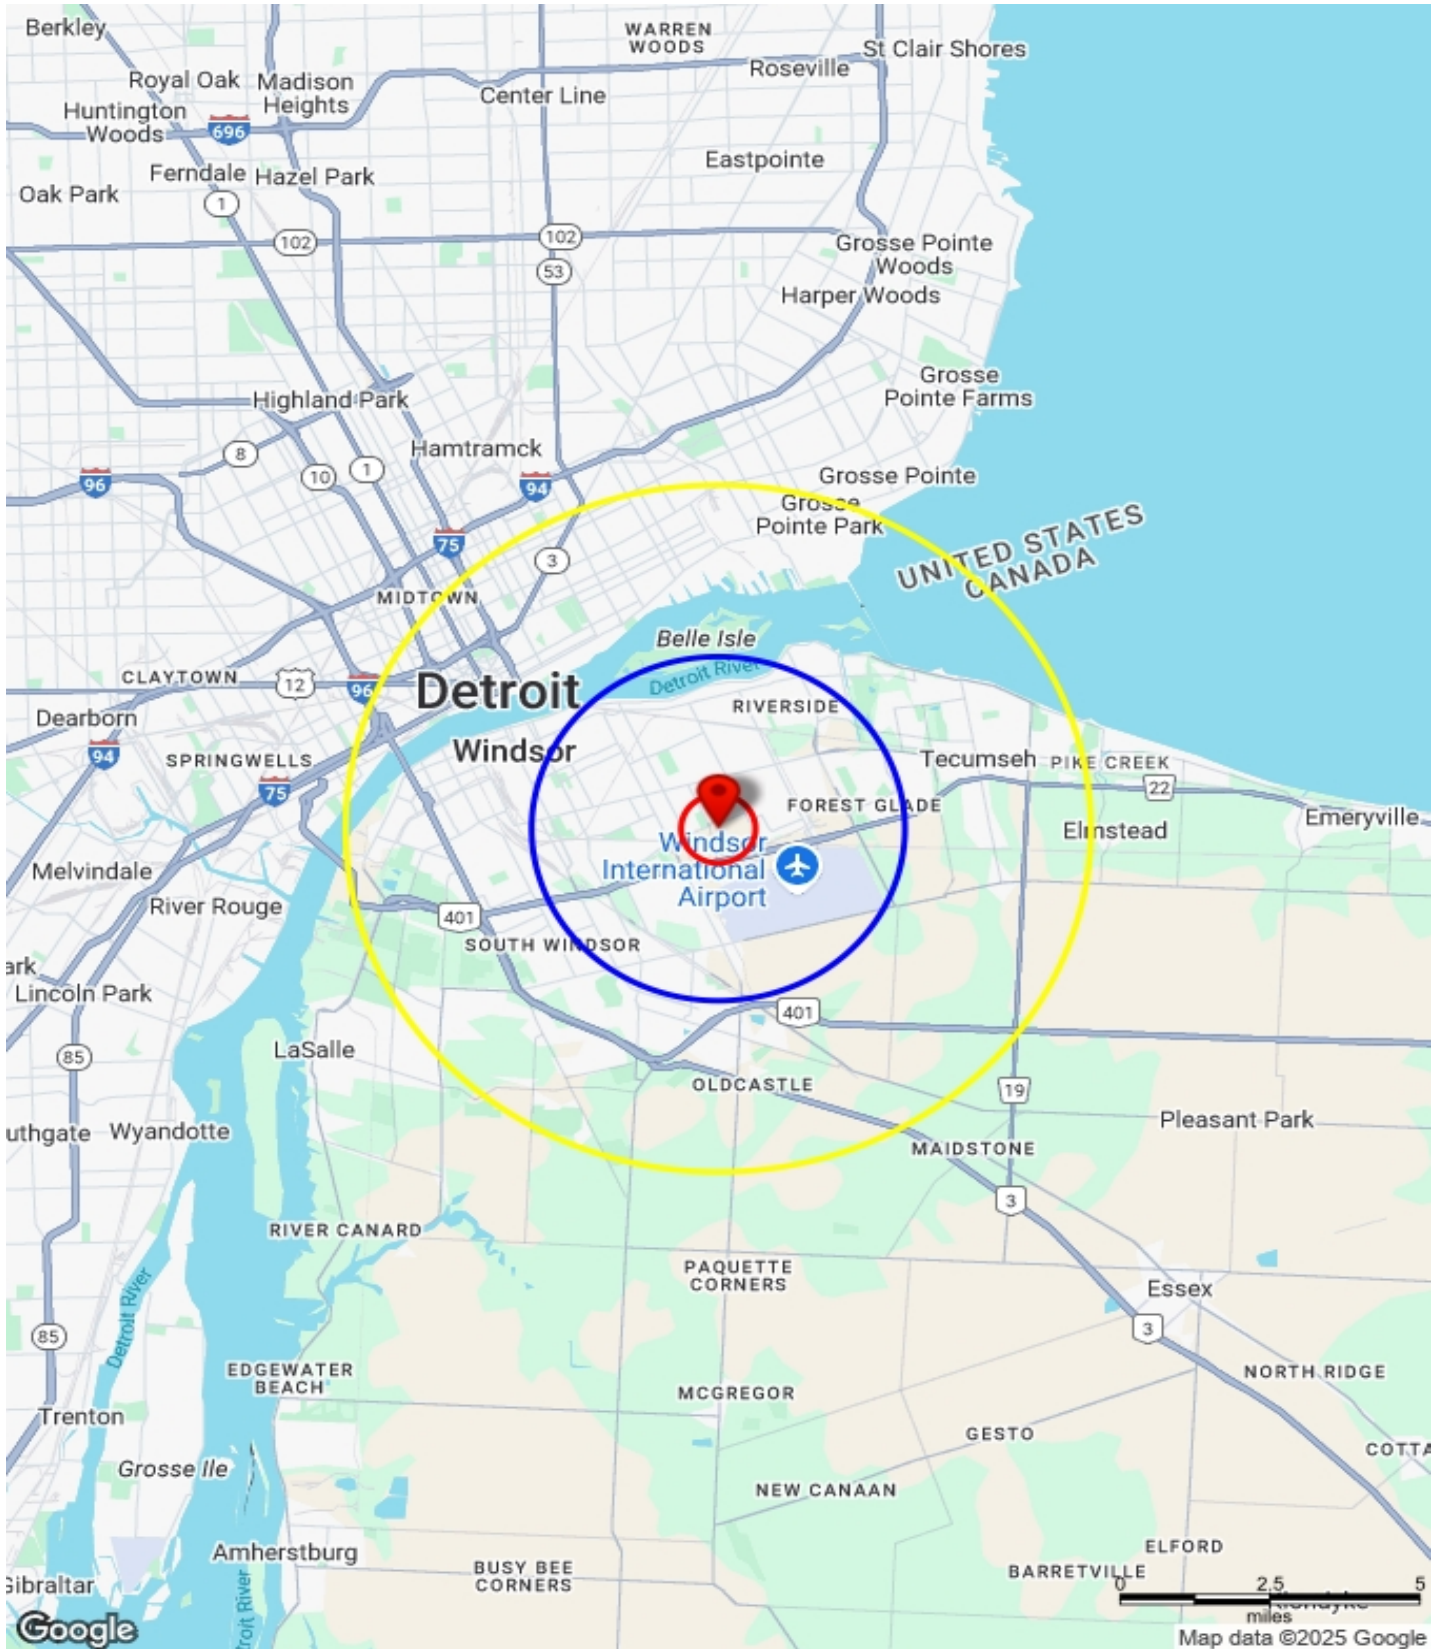 Berkley
WARREN
WOODS
St Clair Shores
Roseville
Royal Oak
Madison
Heights
Center Line
Huntington
Woods
696
Eastpointe
Ferndale
Hazel Park
Oak Park
1
102
102
53
Grosse Pointe
Woods
Harper Woods
Grosse
Pointe Farms
Highland Park
Hamtramck
8
10
1
96
94
Grosse Pointe
Grosse
Pointe Park
75
3
UNITED STATES
CANADA
MIDTOWN
Belle Isle
Detroit River
CLAYTOWN
12
96
Detroit
RIVERSIDE
Dearborn
94
SPRINGWELLS
Windsor
Tecumseh
PIKE CREEK
75
22
FOREST GLADE
Emeryville
Elmstead
Windsor
International
Airport
Melvindale
River Rouge
401
SOUTH WINDSOR
ark
Lincoln Park
401
85
LaSalle
OLDCASTLE
19
Pleasant Park
uthgate
Wyandotte
MAIDSTONE
3
RIVER CANARD
PAQUETTE
CORNERS
Essex
Detroit River
85
3
EDGEWATER
BEACH
NORTH RIDGE
MCGREGOR
Trenton
GESTO
COTTA
Grosse Ile
NEW CANAAN
Amherstburg
ELFORD
BUSY BEE
CORNERS
BARRETVILLE
Gibraltar
troit River
0
2.5
5
miles
Google
Map data ©2025 Google